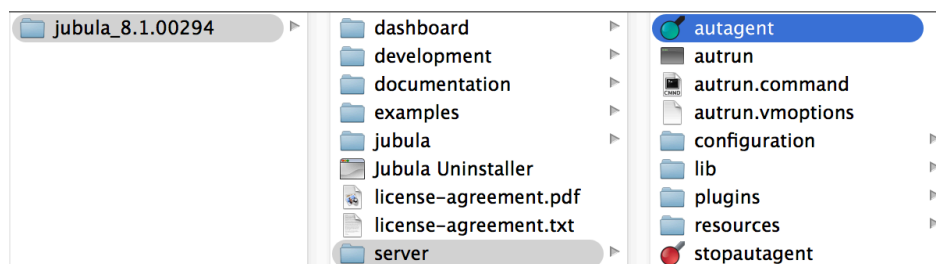 jubula_8.1.00294
dashboard
development
documentation
examples
jubula
Jubula Uninstaller
license-agreement.pdf
license-agreement.txt
server
autagent
autrun
autrun.command
autrun.vmoptions
configuration
lib
plugins
resources
stopautagent